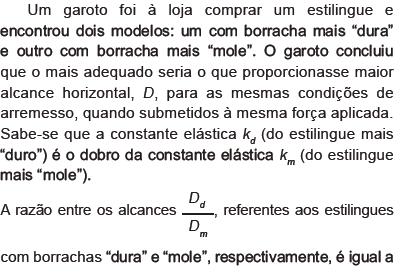 Um garoto foi à loja comprar um estilingue e
encontrou dois modelos: um com borracha mais “dura”
e outro com borracha mais “mole”. O garoto concluiu
que o mais adequado seria o que proporcionasse maior
alcance horizontal, D, para as mesmas condições de
arremesso, quando submetidos à mesma força aplicada.
Sabe-se que a constante elástica k_d (do estilingue mais
“duro”) é o dobro da constante elástica k_m (do estilingue
mais “mole”).
A razão entre os alcances D_d/D_m, referentes aos estilingues
com borrachas “dura” e “mole”, respectivamente, é igual a